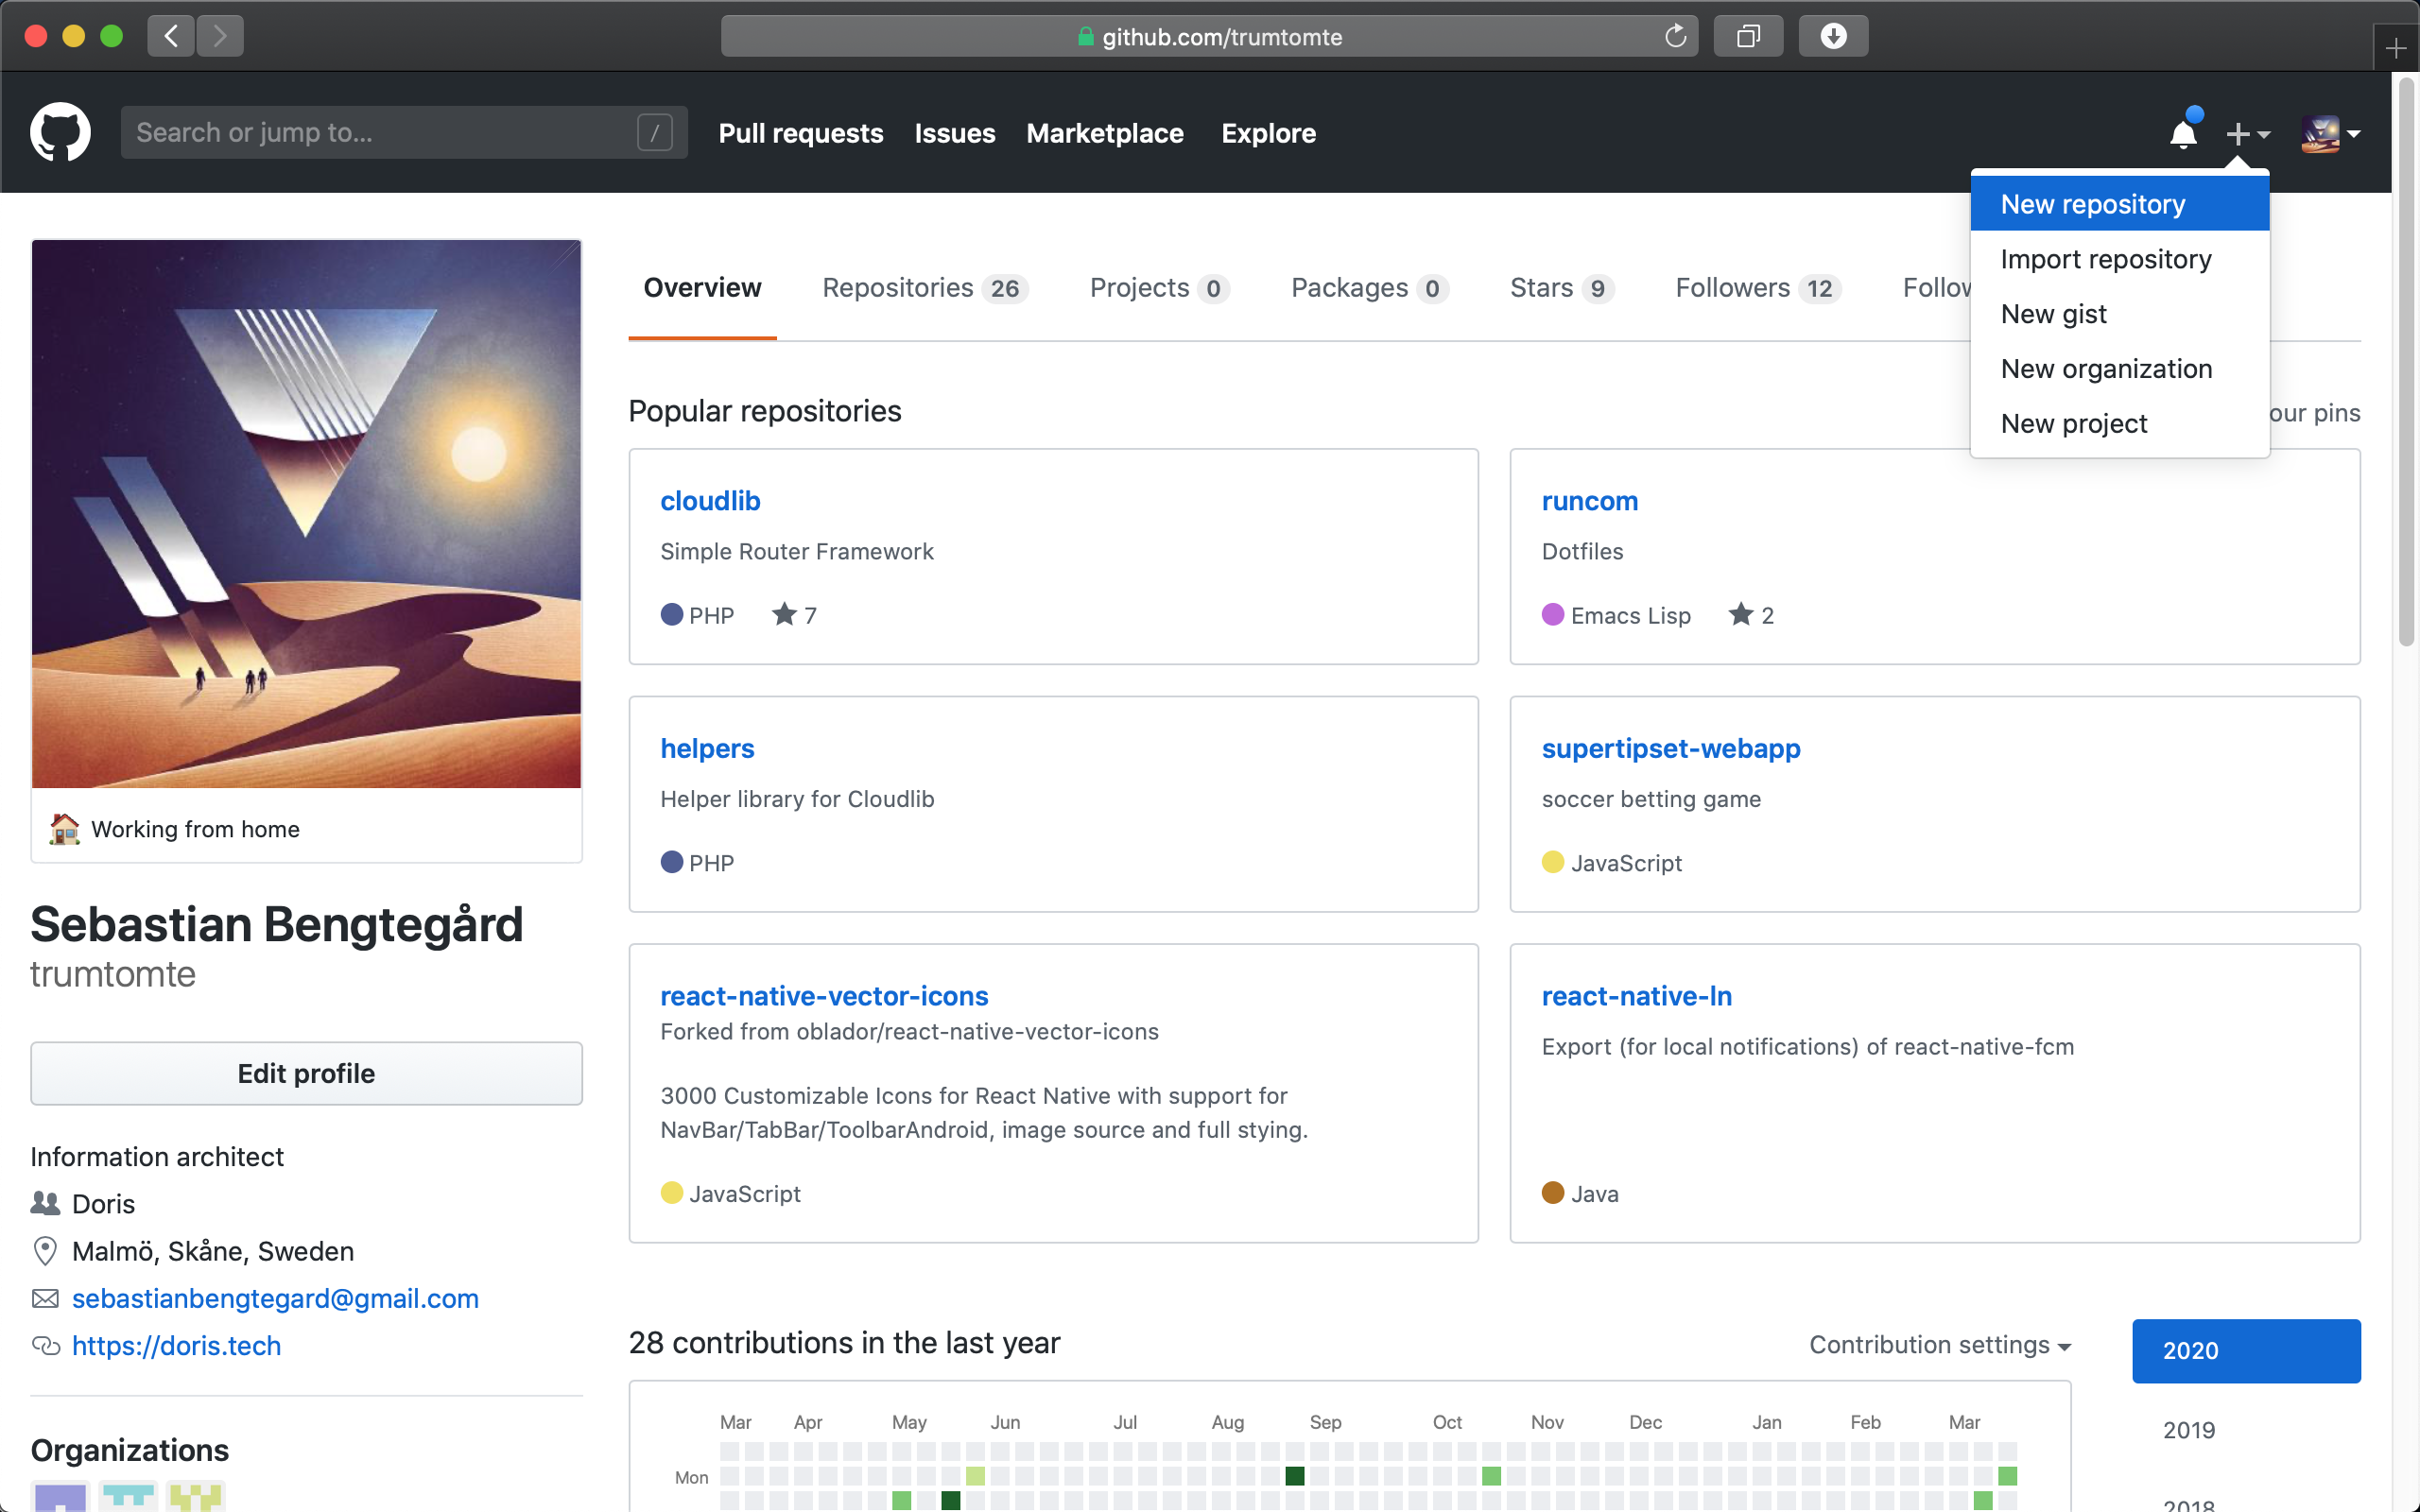 github.com/trumtomte
Search or jump to... /
Pull requests Issues Marketplace Explore
New repository
Import repository
New gist
New organization
New project
Overview Repositories 26 Projects 0 Packages 0 Stars 9 Followers 12 Follow
Popular repositories
our pins
cloudlib
Simple Router Framework
PHP 7
runcom
Dotfiles
Emacs Lisp 2
helpers
Helper library for Cloudlib
PHP
supertipset-webapp
soccer betting game
JavaScript
react-native-vector-icons
Forked from oblador/react-native-vector-icons
3000 Customizable Icons for React Native with support for
NavBar/TabBar/ToolbarAndroid, image source and full stying.
JavaScript
react-native-ln
Export (for local notifications) of react-native-fcm
Java
Working from home
Sebastian Bengtegård
trumtomte
Edit profile
Information architect
Doris
Malmö, Skåne, Sweden
sebastianbengtegard@gmail.com
https://doris.tech
Organizations
28 contributions in the last year
Contribution settings
2020
2019
2018
Mar Apr May Jun Jul Aug Sep Oct Nov Dec Jan Feb Mar
Mon